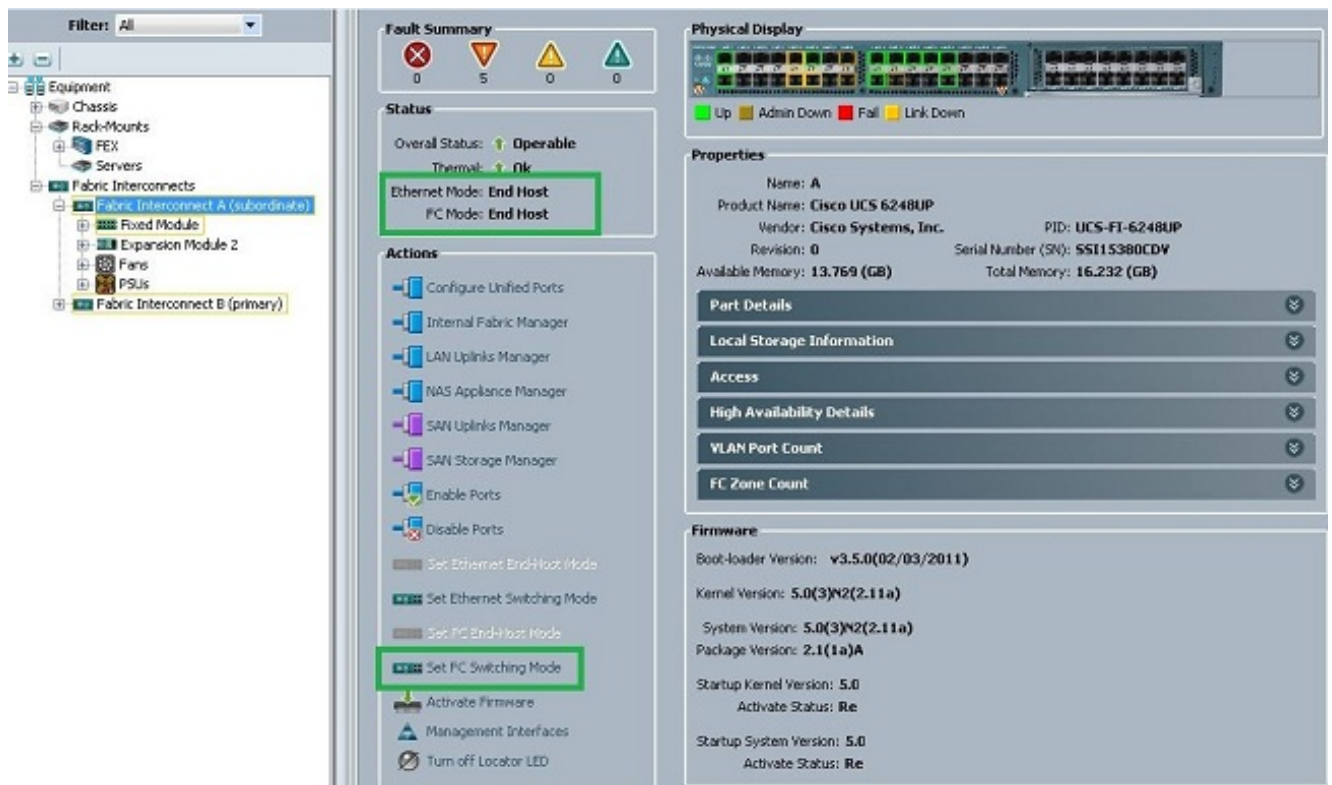 Filter: All
Equipment
Chassis
Rack-Mounts
FEX
Servers
Fabric Interconnects
Fabric Interconnect A (subordinate)
Fixed Module
Expansion Module 2
Fans
PSUs
Fabric Interconnect B (primary)
Fault Summary
0 5 0 0
Status
Overall Status: Operable
Thermal: Ok
Ethernet Mode: End Host
FC Mode: End Host
Actions
Configure Unified Ports
Internal Fabric Manager
LAN Uplinks Manager
NAS Appliance Manager
SAN Uplinks Manager
SAN Storage Manager
Enable Ports
Disable Ports
Set Ethernet End-Host Mode
Set Ethernet Switching Mode
Set FC End-Host Mode
Set FC Switching Mode
Activate Firmware
Management Interfaces
Turn off Locator LED
Physical Display
Up Admin Down Fail Link Down
Properties
Name: A
Product Name: Cisco UCS 6248UP
Vendor: Cisco Systems, Inc. PID: UCS-FI-6248UP
Revision: 0 Serial Number (SN): SSI15380CDV
Available Memory: 13.769 (GB) Total Memory: 16.232 (GB)
Part Details
Local Storage Information
Access
High Availability Details
VLAN Port Count
FC Zone Count
Firmware
Boot-loader Version: v3.5.0(02/03/2011)
Kernel Version: 5.0(3)N2(2.11a)
System Version: 5.0(3)N2(2.11a)
Package Version: 2.1(1a)A
Startup Kernel Version: 5.0
Activate Status: Re
Startup System Version: 5.0
Activate Status: Re